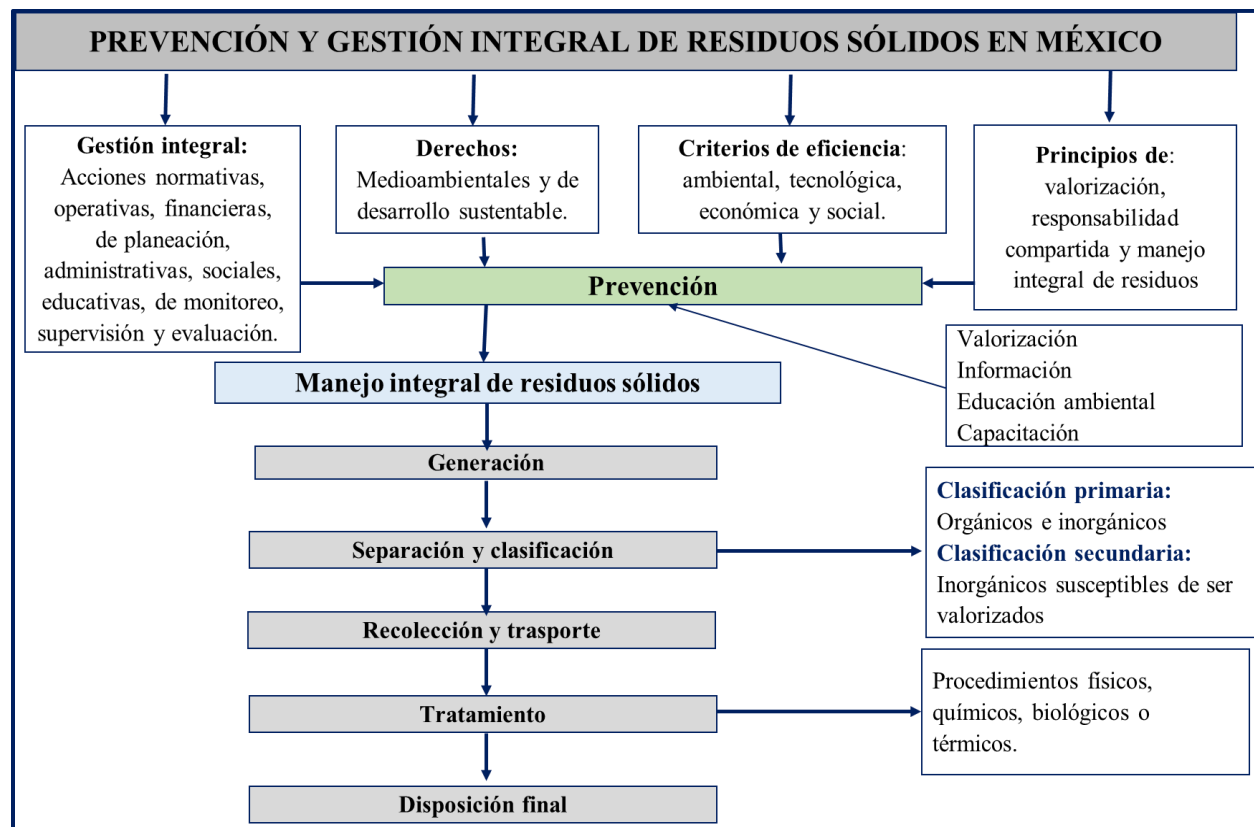 PREVENCIÓN Y GESTIÓN INTEGRAL DE RESIDUOS SÓLIDOS EN MÉXICO
Gestión integral:
Acciones normativas,
operativas, financieras,
de planeación,
administrativas, sociales,
educativas, de monitoreo,
supervisión y evaluación.
Derechos:
Medioambientales y de
desarrollo sustentable.
Criterios de eficiencia:
ambiental, tecnológica,
económica y social.
Principios de:
valorización,
responsabilidad
compartida y manejo
integral de residuos
Prevención
Valorización
Información
Educación ambiental
Capacitación
Manejo integral de residuos sólidos
Generación
Separación y clasificación
Clasificación primaria:
Orgánicos e inorgánicos
Clasificación secundaria:
Inorgánicos susceptibles de ser
valorizados
Recolección y trasporte
Tratamiento
Procedimientos físicos,
químicos, biológicos o
térmicos.
Disposición final